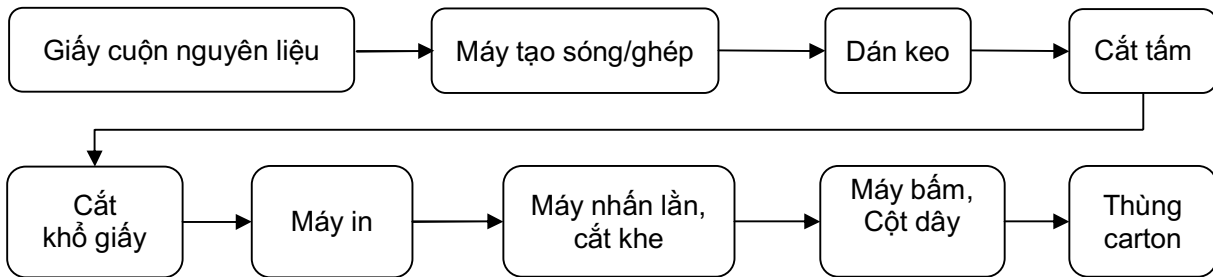 Giấy cuộn nguyên liệu
Máy tạo sóng/ghép
Dán keo
Cắt tấm
Cắt
khổ giấy
Máy in
Máy nhấn lằn,
cắt khe
Máy bấm,
Cột dây
Thùng
carton